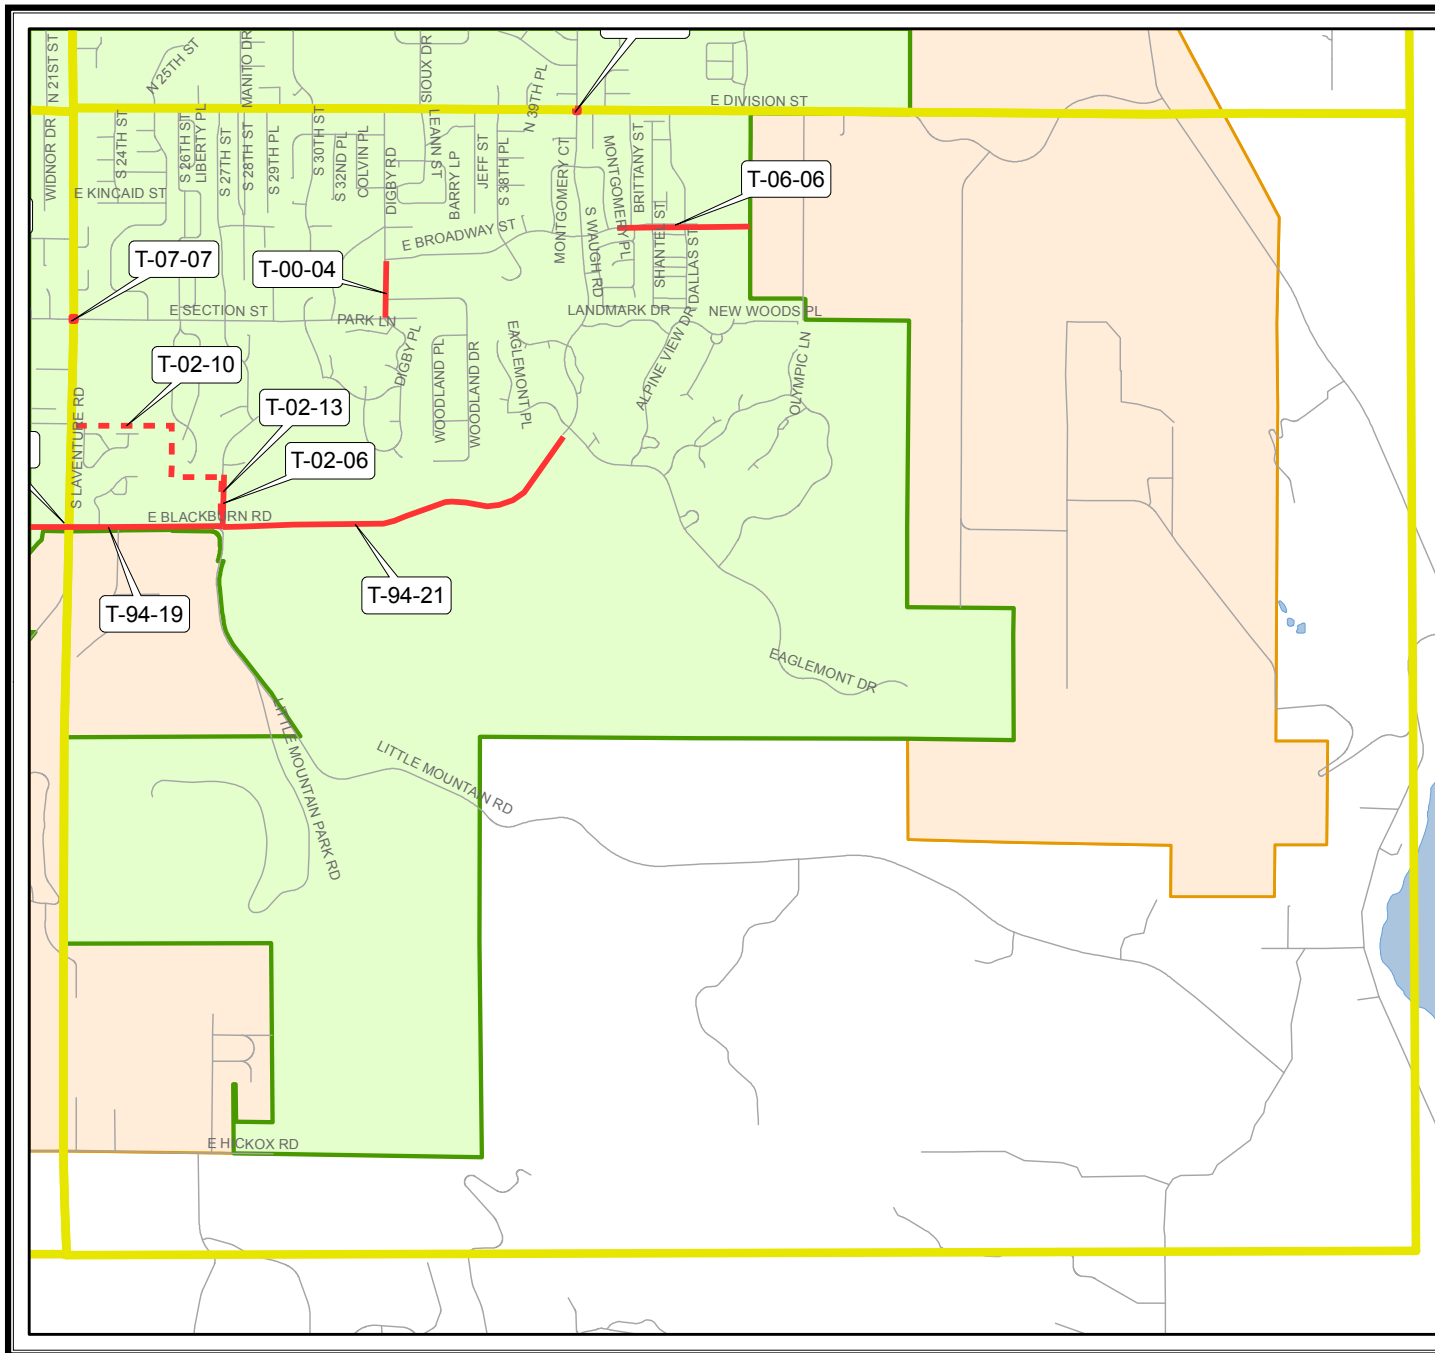 N 21ST ST
N 25TH ST
MANITO DR
SIOUX DR
N 39TH PL
E DIVISION ST
WIDNOR DR
S 24TH ST
S 26TH ST
LIBERTY PL
S 27TH ST
S 28TH ST
S 29TH PL
S 30TH ST
S 32ND PL
COLVIN PL
DIGBY RD
LEANN ST
BARRY LP
JEFF ST
S 38TH PL
MONTGOMERY CT
MONTGOMERY PL
BRITTANY ST
T-06-06
E KINCAID ST
E BROADWAY ST
S WAUGH RD
SHANTEL ST
DALLAS ST
T-07-07
T-00-04
E SECTION ST
PARK LN
LANDMARK DR
NEW WOODS PL
T-02-10
DIGBY PL
WOODLAND PL
WOODLAND DR
EAGLEMONT PL
ALPINE VIEW DR
OLYMPIC LN
T-02-13
S LAVENTURE RD
T-02-06
E BLACKBURN RD
T-94-19
T-94-21
EAGLEMONT DR
LITTLE MOUNTAIN PARK RD
LITTLE MOUNTAIN RD
E HICKOX RD